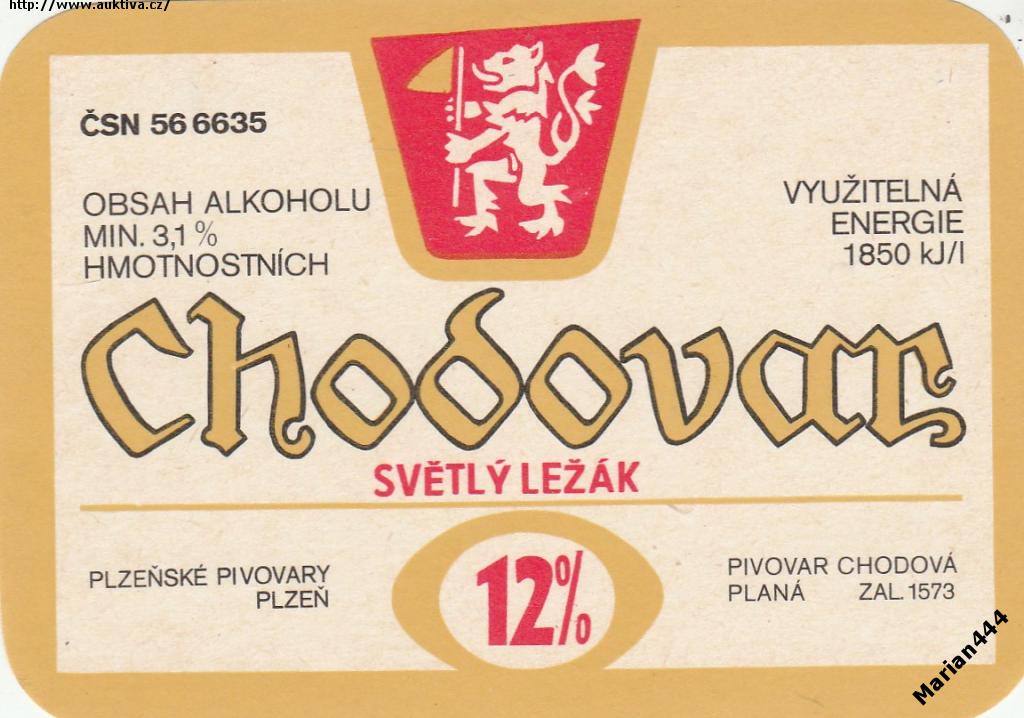 http://www.auktiva.cz/
ČSN 56 6635
OBSAH ALKOHOLU
MIN. 3,1 %
HMOTNOSTNÍCH
VYUŽITELNÁ
ENERGIE
1850 kJ/l
Chodovar
SVĚTLÝ LEŽÁK
PLZEŇSKÉ PIVOVARY
PLZEŇ
12%
PIVOVAR CHODOVÁ
PLANÁ ZAL. 1573
Marian444